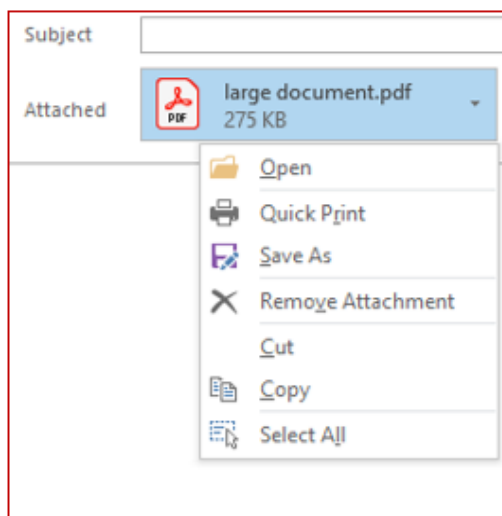 Subject
Attached
PDF
large document.pdf
275 KB
Open
Quick Print
Save As
Remove Attachment
Cut
Copy
Select All